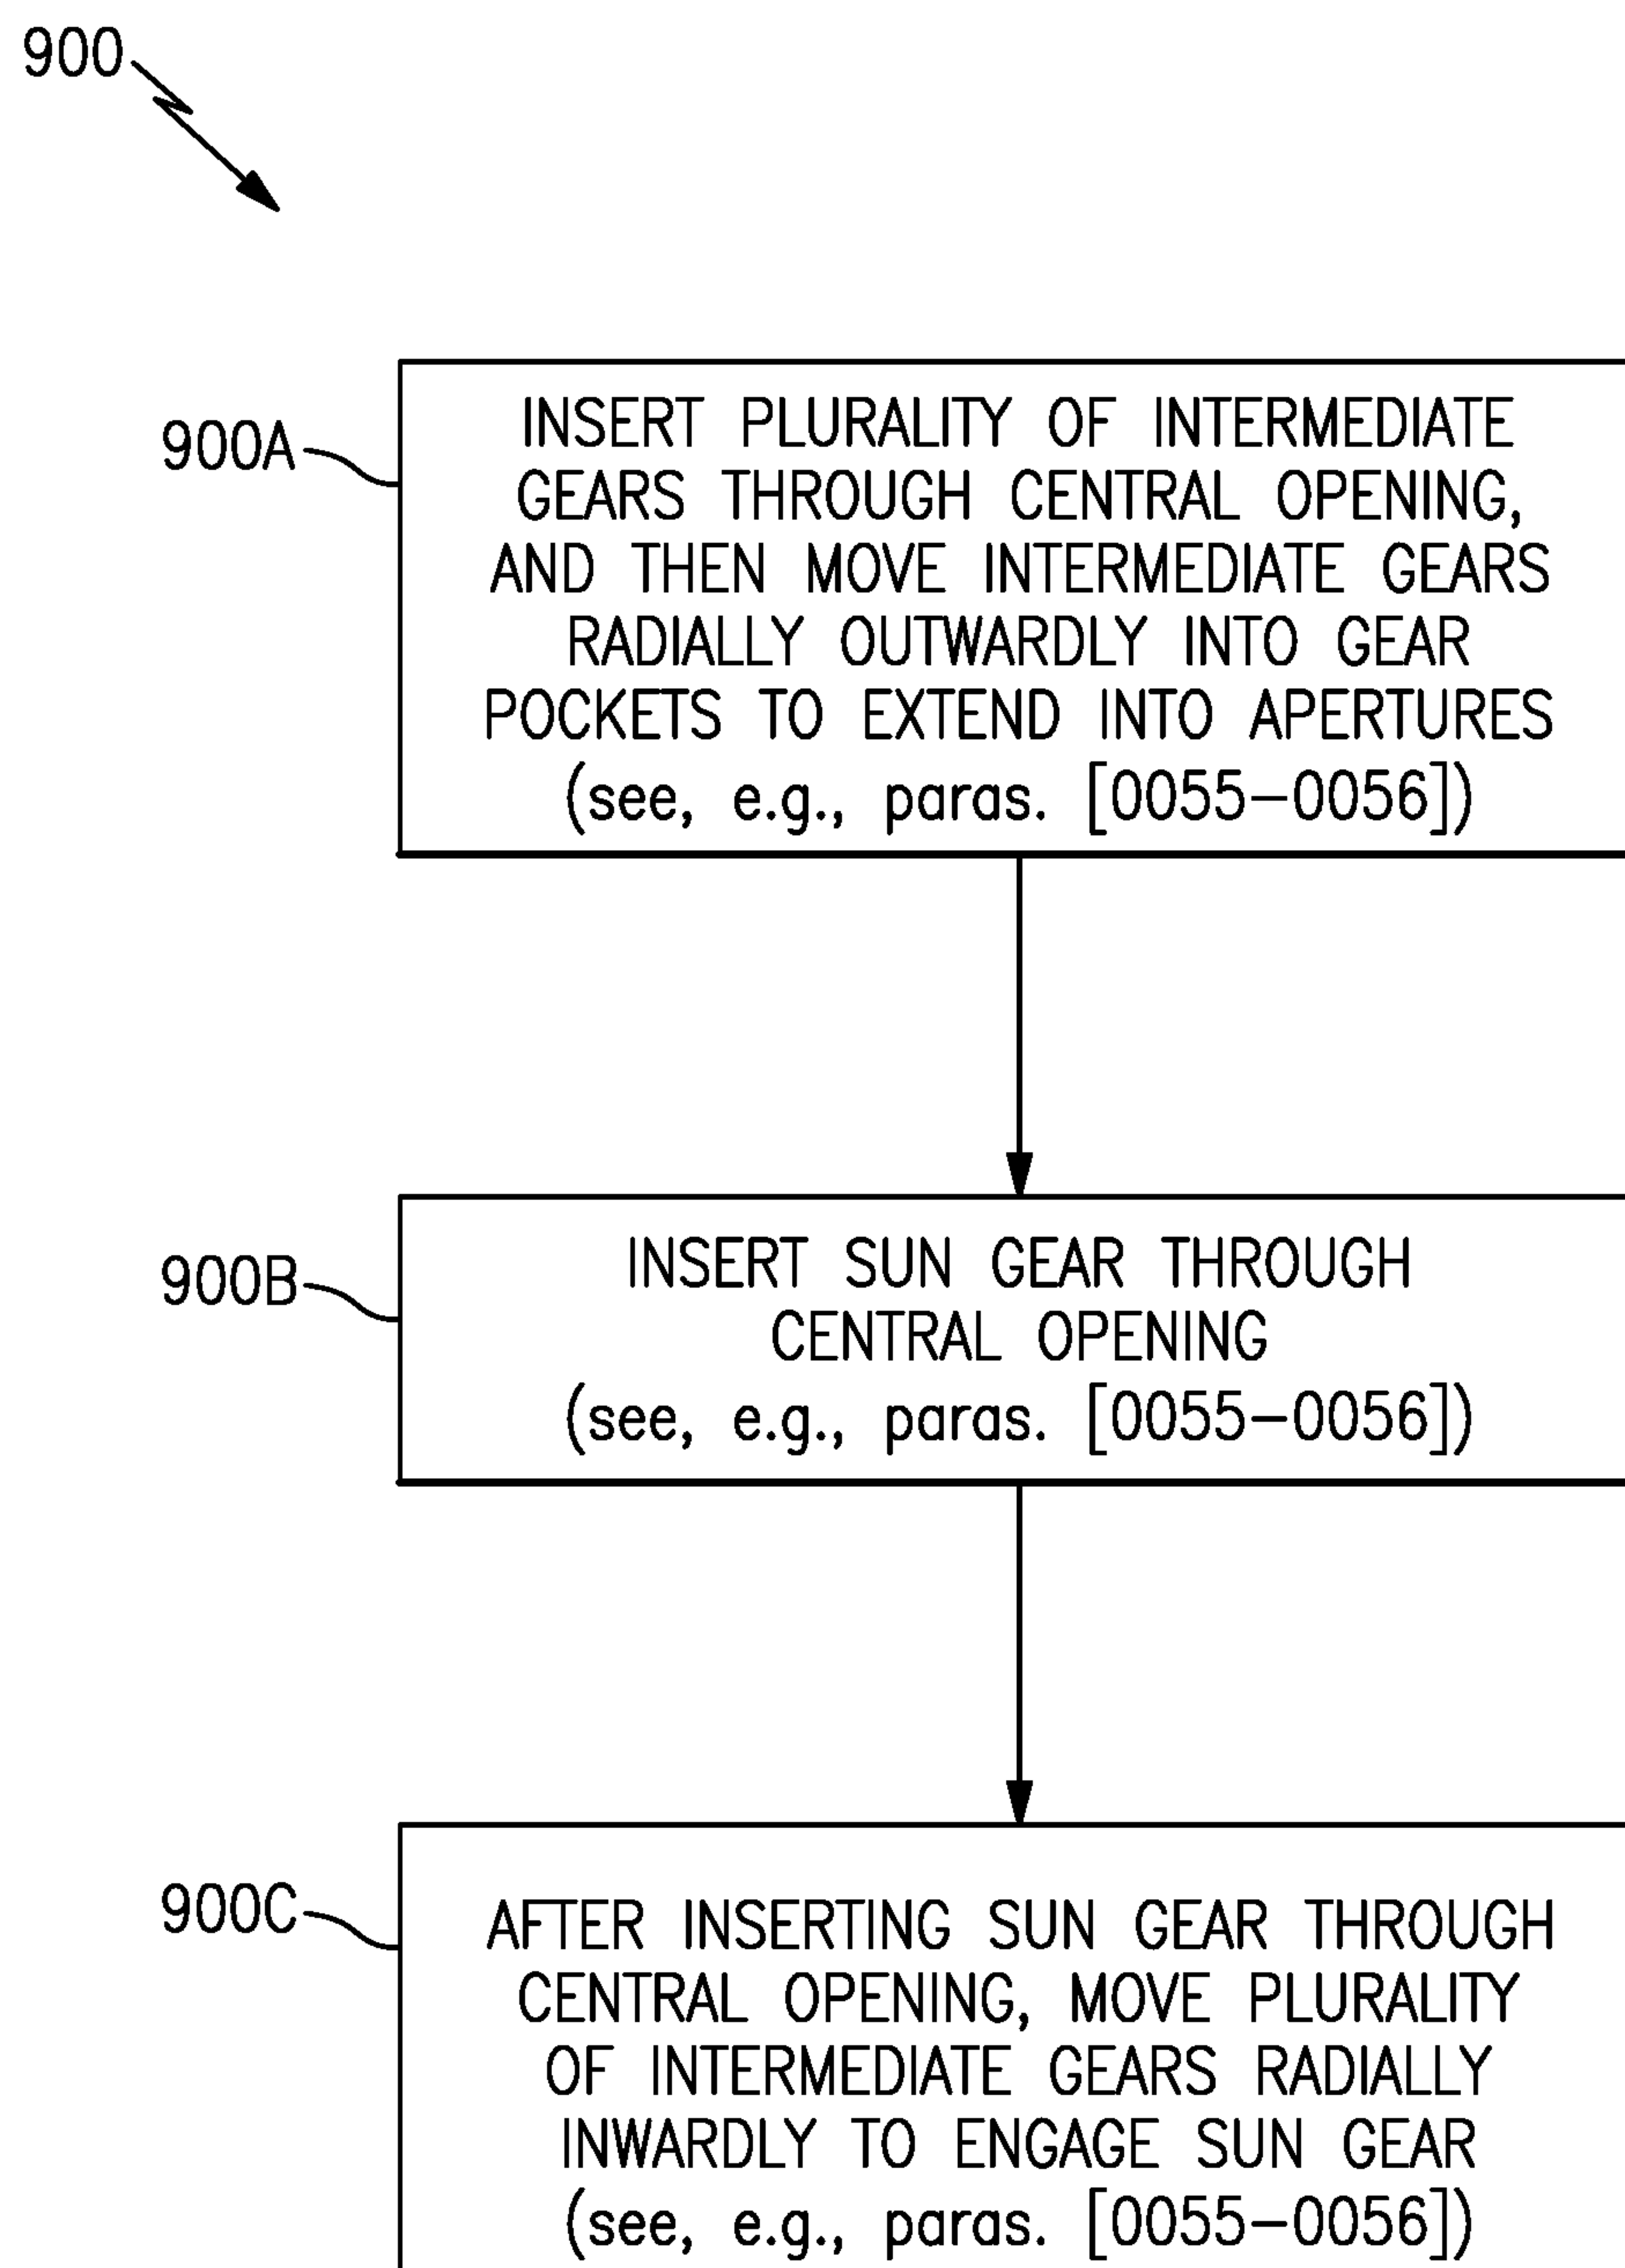 900
900A
INSERT PLURALITY OF INTERMEDIATE
GEARS THROUGH CENTRAL OPENING,
AND THEN MOVE INTERMEDIATE GEARS
RADIALLY OUTWARDLY INTO GEAR
POCKETS TO EXTEND INTO APERTURES
(see, e.g., paras. [0055-0056])
900B
INSERT SUN GEAR THROUGH
CENTRAL OPENING
(see, e.g., paras. [0055-0056])
900C
AFTER INSERTING SUN GEAR THROUGH
CENTRAL OPENING, MOVE PLURALITY
OF INTERMEDIATE GEARS RADIALLY
INWARDLY TO ENGAGE SUN GEAR
(see, e.g., paras. [0055-0056])